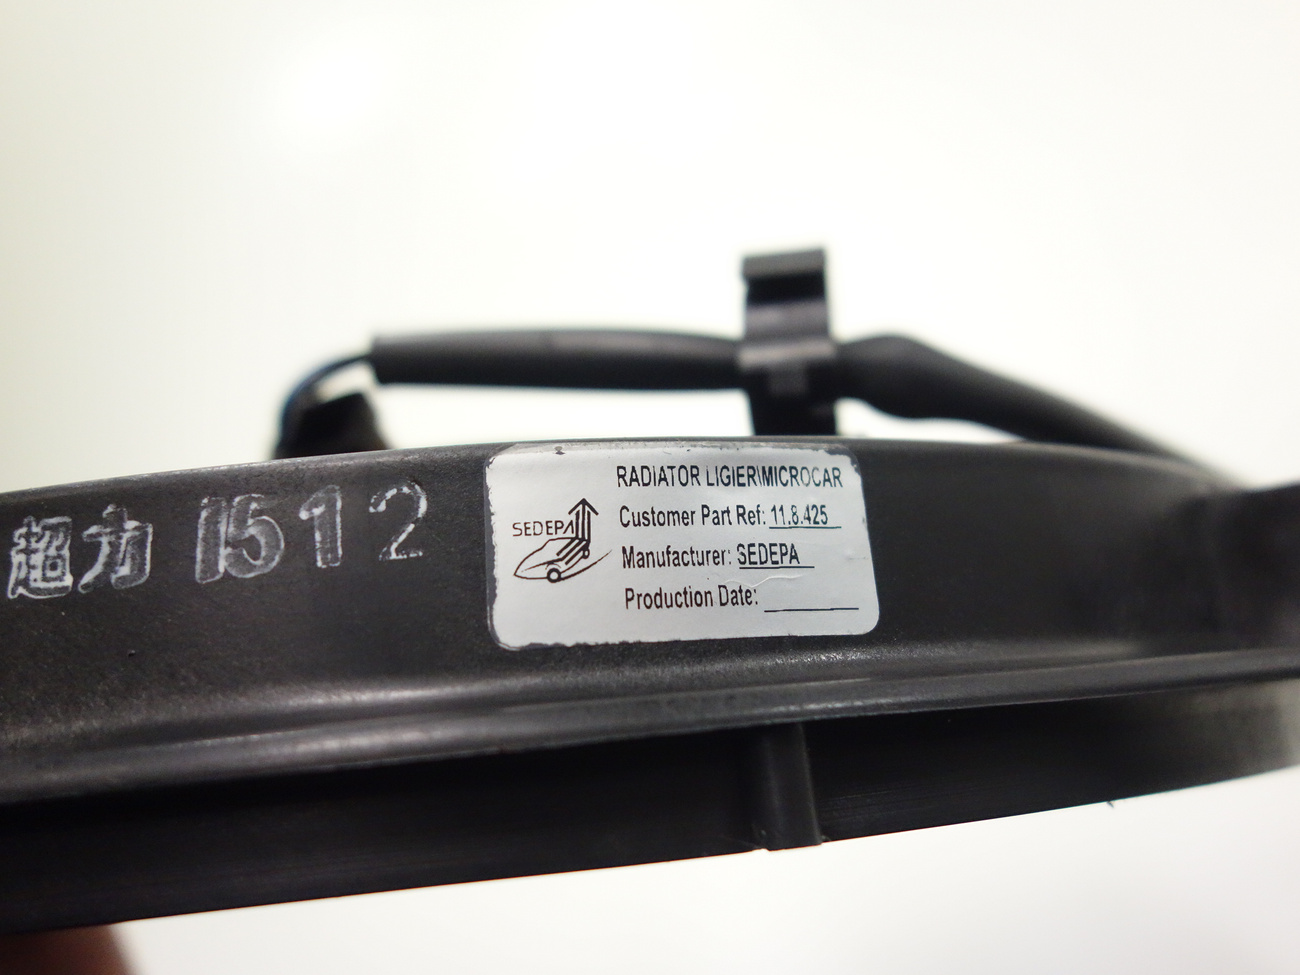 超力 1512
SEDEPA
RADIATOR LIGIER\MICROCAR
Customer Part Ref: 11.8.425
Manufacturer: SEDEPA
Production Date: